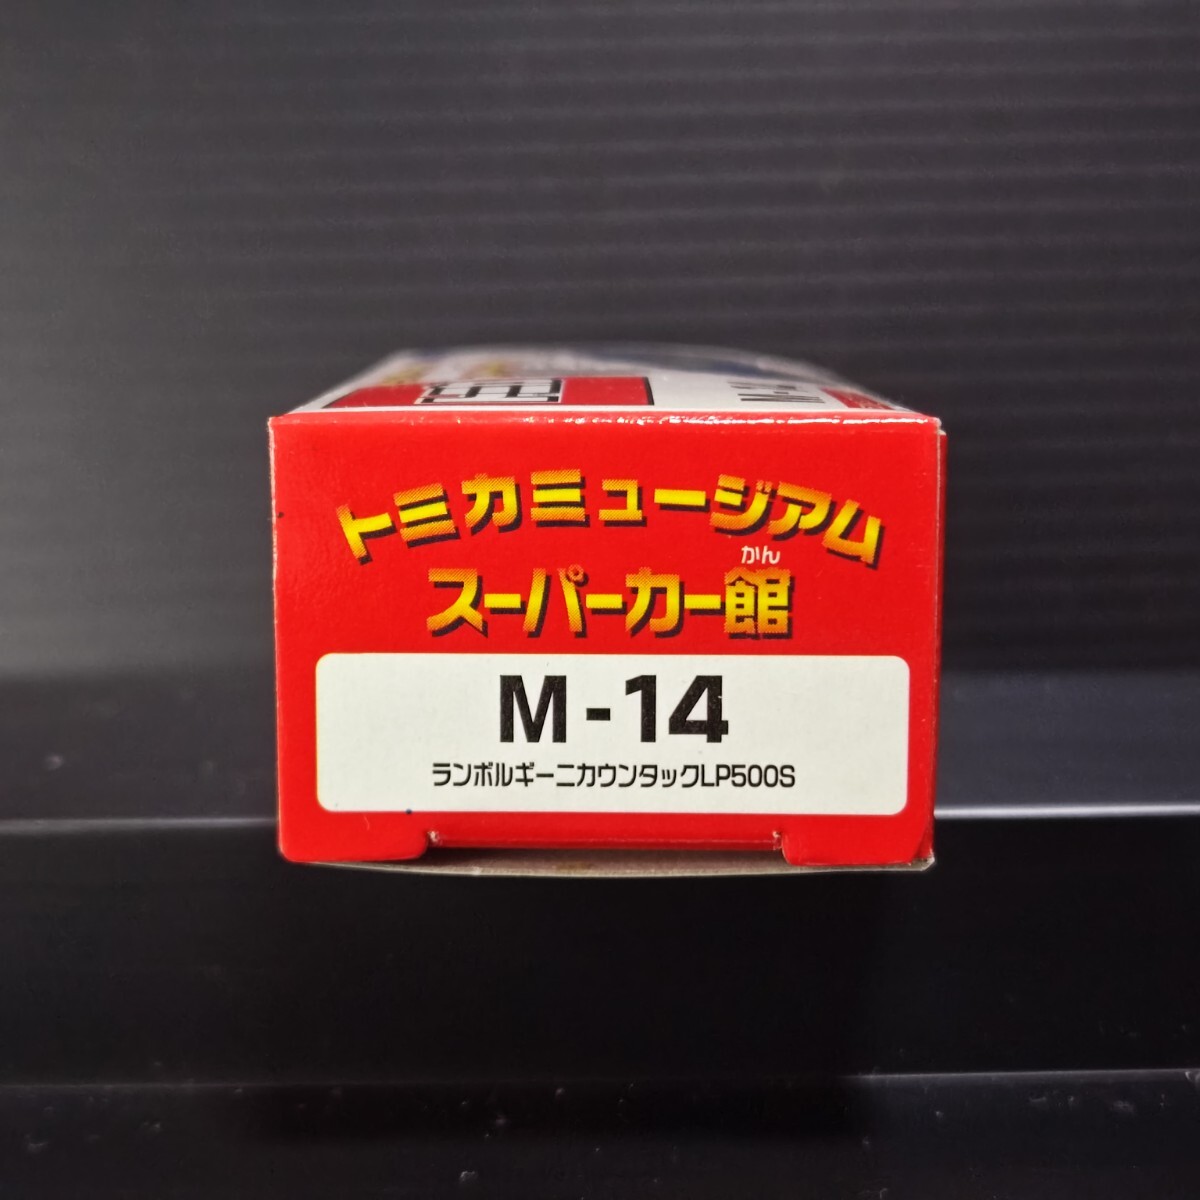 M-14
トミカミュージアム
かん
スーパーカー館
M-14
ランボルギーニカウンタックLP500S